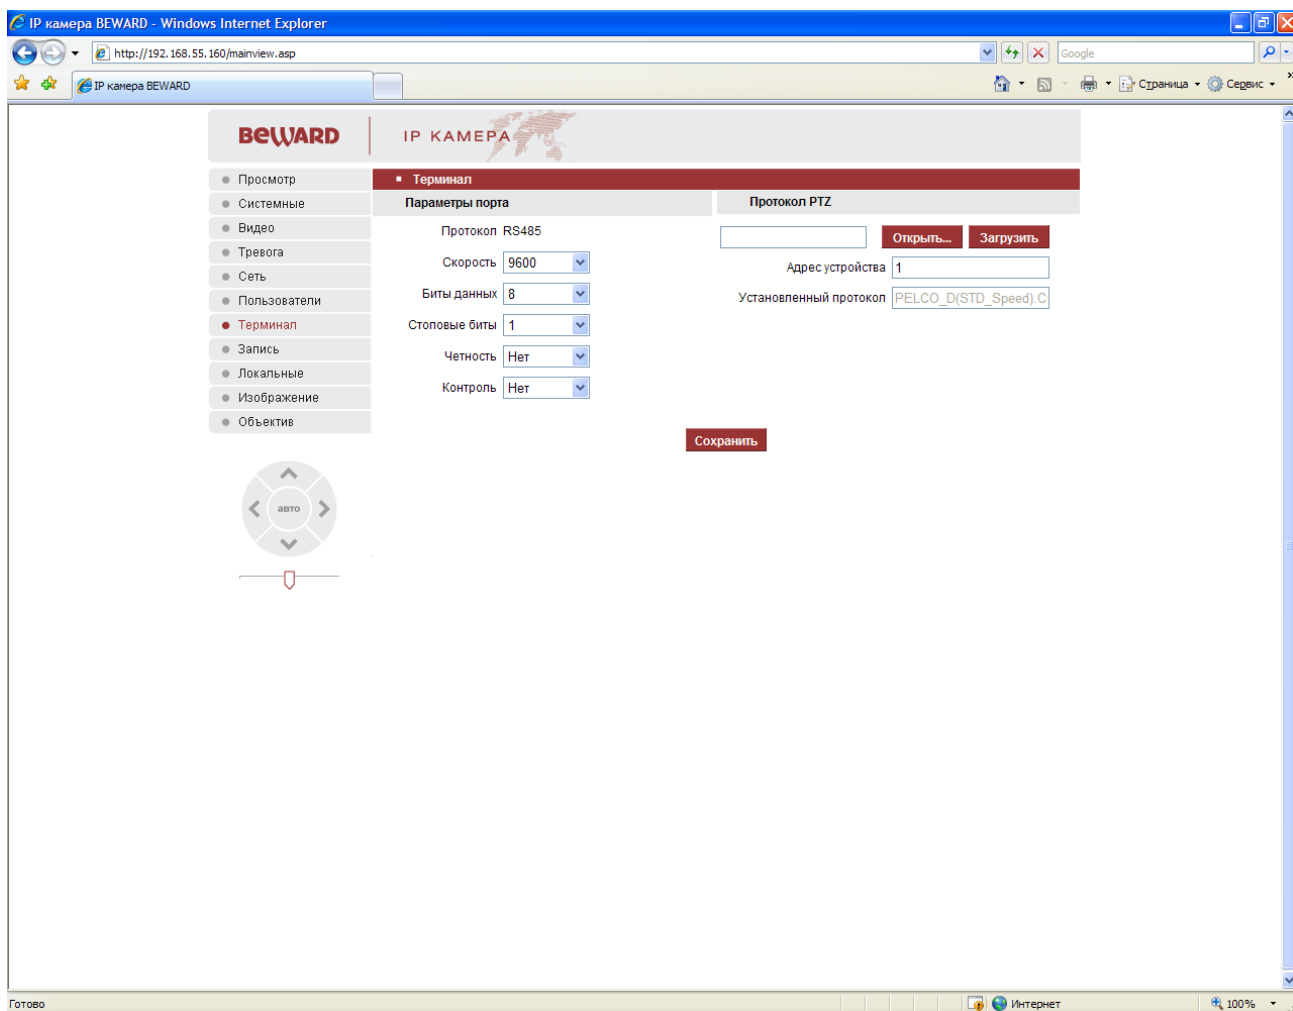 IP камера BEWARD - Windows Internet Explorer
http://192.168.55.160/mainview.asp
Google
IP камера BEWARD
Страница
Сервис
BEWARD
IP КАМЕРА
Просмотр
Системные
Видео
Тревога
Сеть
Пользователи
Терминал
Запись
Локальные
Изображение
Объектив
авто
Терминал
Параметры порта
Протокол RS485
Скорость 9600
Биты данных 8
Стоповые биты 1
Четность Нет
Контроль Нет
Протокол PTZ
Открыть... Загрузить
Адрес устройства 1
Установленный протокол PELCO_D(STD_Speed).C
Сохранить
Готово
Интернет
100%